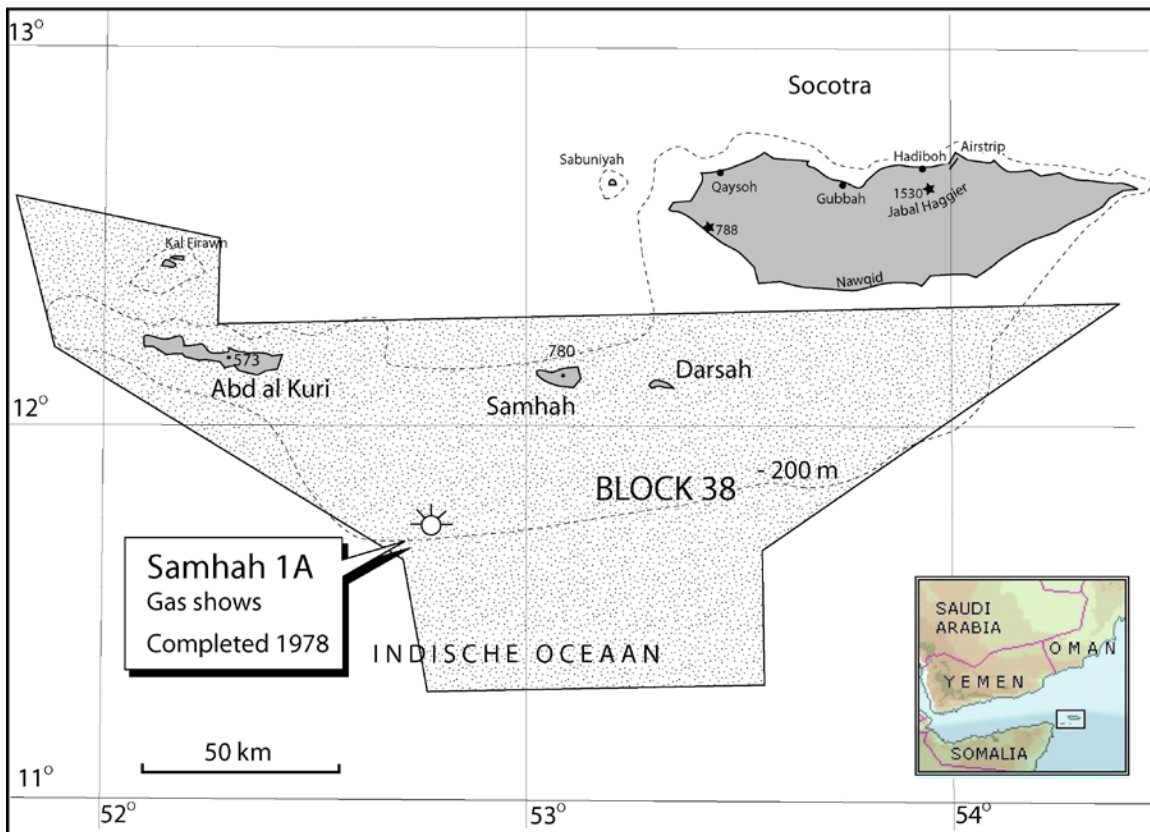 13°
Socotra
Sabuniyah
Hadiboh
Airstrip
Qaysoh
Gubbah
1530
Jabal Haggier
788
Kal Firawn
Nawqid
573
780
Abd al Kuri
Darsah
Samhah
12°
- 200 m
BLOCK 38
Samhah 1A
Gas shows
Completed 1978
INDISCHE OCEAAN
SAUDI
ARABIA
OMAN
YEMEN
SOMALIA
50 km
11°
52°
53°
54°